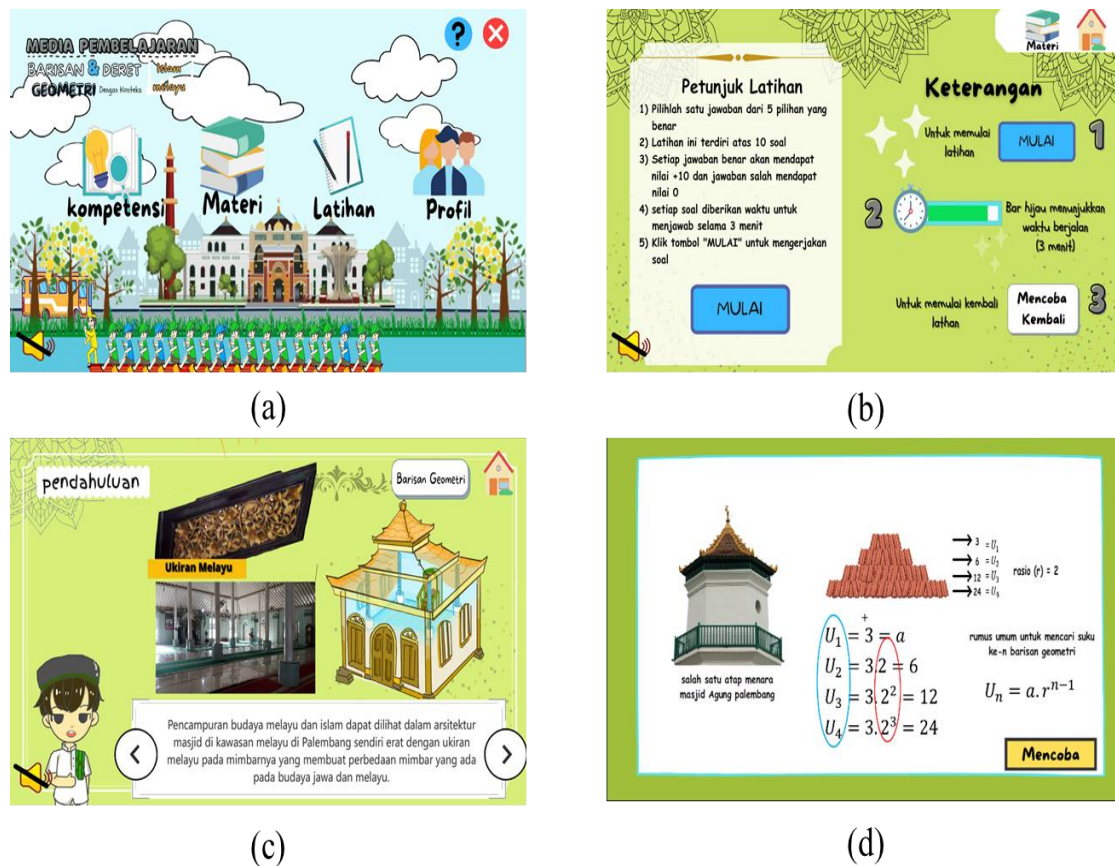 MEDIA PEMBELAJARAN
BARISAN & DERET
GEOMETRI Dengan Konteks
Islam
melayu
?
kompetensi
Materi
Latihan
Profil
(a)
Materi
Petunjuk Latihan
1) Pilihlah satu jawaban dari 5 pilihan yang
benar
2) Latihan ini terdiri atas 10 soal
3) Setiap jawaban benar akan mendapat
nilai +10 dan jawaban salah mendapat
nilai 0
4) setiap soal diberikan waktu untuk
menjawab selama 3 menit
5) Klik tombol "MULAI" untuk mengerjakan
soal
MULAI
Keterangan
Untuk memulai
latihan
MULAI
1
2
Bar hijau menunjukkan
waktu berjalan
(3 menit)
Untuk memulai kembali
lathan
Mencoba
Kembali
3
(b)
pendahuluan
Barisan Geometri
Ukiran Melayu
Pencampuran budaya melayu dan islam dapat dilihat dalam arsitektur
masjid di kawasan melayu di Palembang sendiri erat dengan ukiran
melayu pada mimbarnya yang membuat perbedaan mimbar yang ada
pada budaya jawa dan melayu.
(c)
salah satu atap menara
masjid Agung palembang
3 = U₁
6 = U₂
12 = U₃
24 = U₄
rasio (r) = 2
+
U₁ = 3 = a
U₂ = 3.2 = 6
U₃ = 3.2² = 12
U₄ = 3.2³ = 24
rumus umum untuk mencari suku
ke-n barisan geometri
Uₙ = a.rⁿ⁻¹
Mencoba
(d)